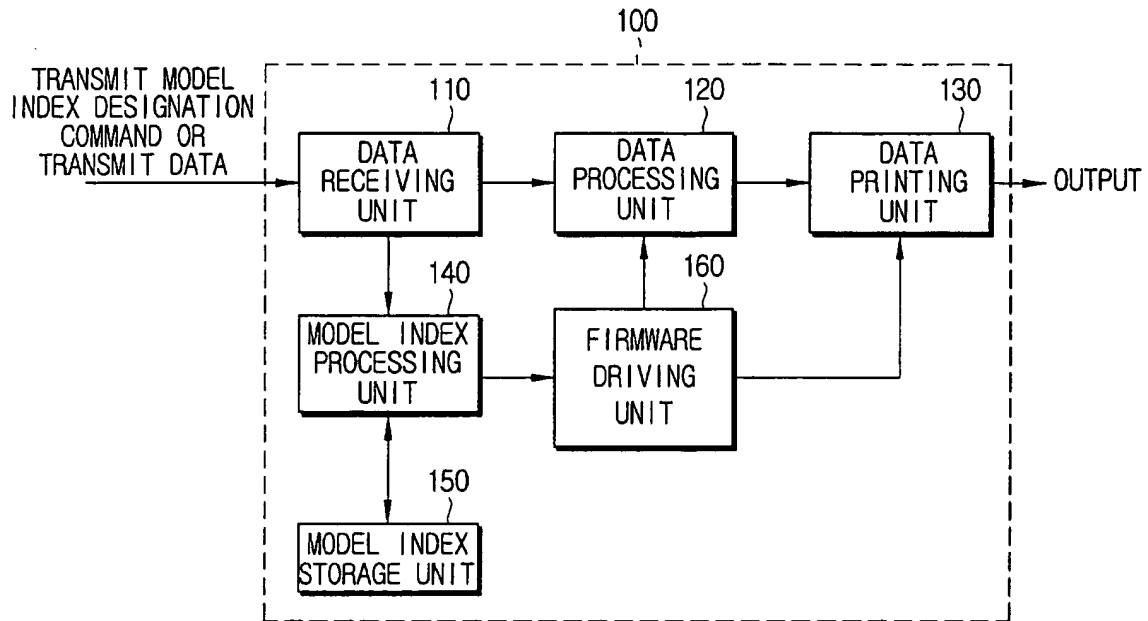 100
TRANSMIT MODEL
INDEX DESIGNATION
COMMAND OR
TRANSMIT DATA
110
120
130
DATA
RECEIVING
UNIT
DATA
PROCESSING
UNIT
DATA
PRINTING
UNIT
OUTPUT
140
160
MODEL INDEX
PROCESSING
UNIT
FIRMWARE
DRIVING
UNIT
150
MODEL INDEX
STORAGE UNIT